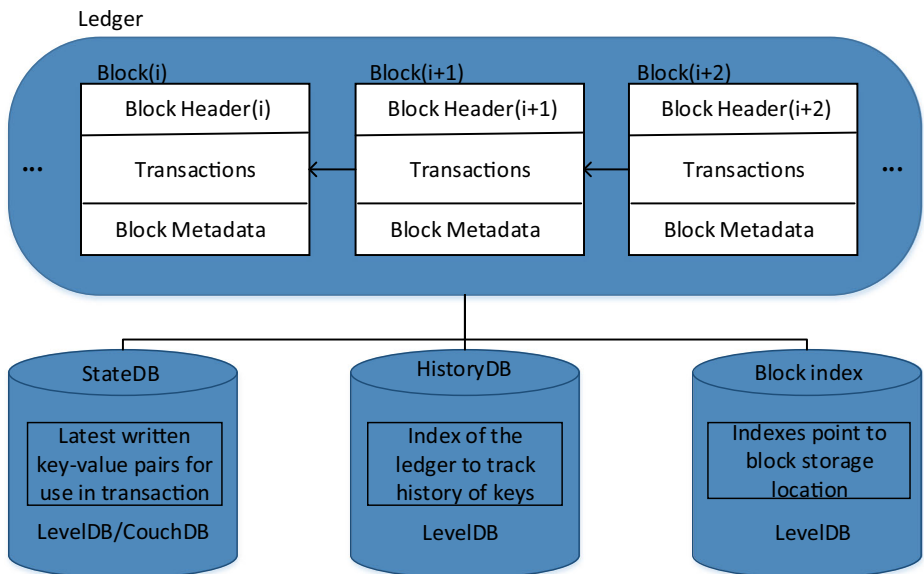 Ledger
Block(i)
Block Header(i)
Transactions
Block Metadata
Block(i+1)
Block Header(i+1)
Transactions
Block Metadata
Block(i+2)
Block Header(i+2)
Transactions
Block Metadata
...
...
StateDB
Latest written
key-value pairs for
use in transaction
LevelDB/CouchDB
HistoryDB
Index of the
ledger to track
history of keys
LevelDB
Block index
Indexes point to
block storage
location
LevelDB